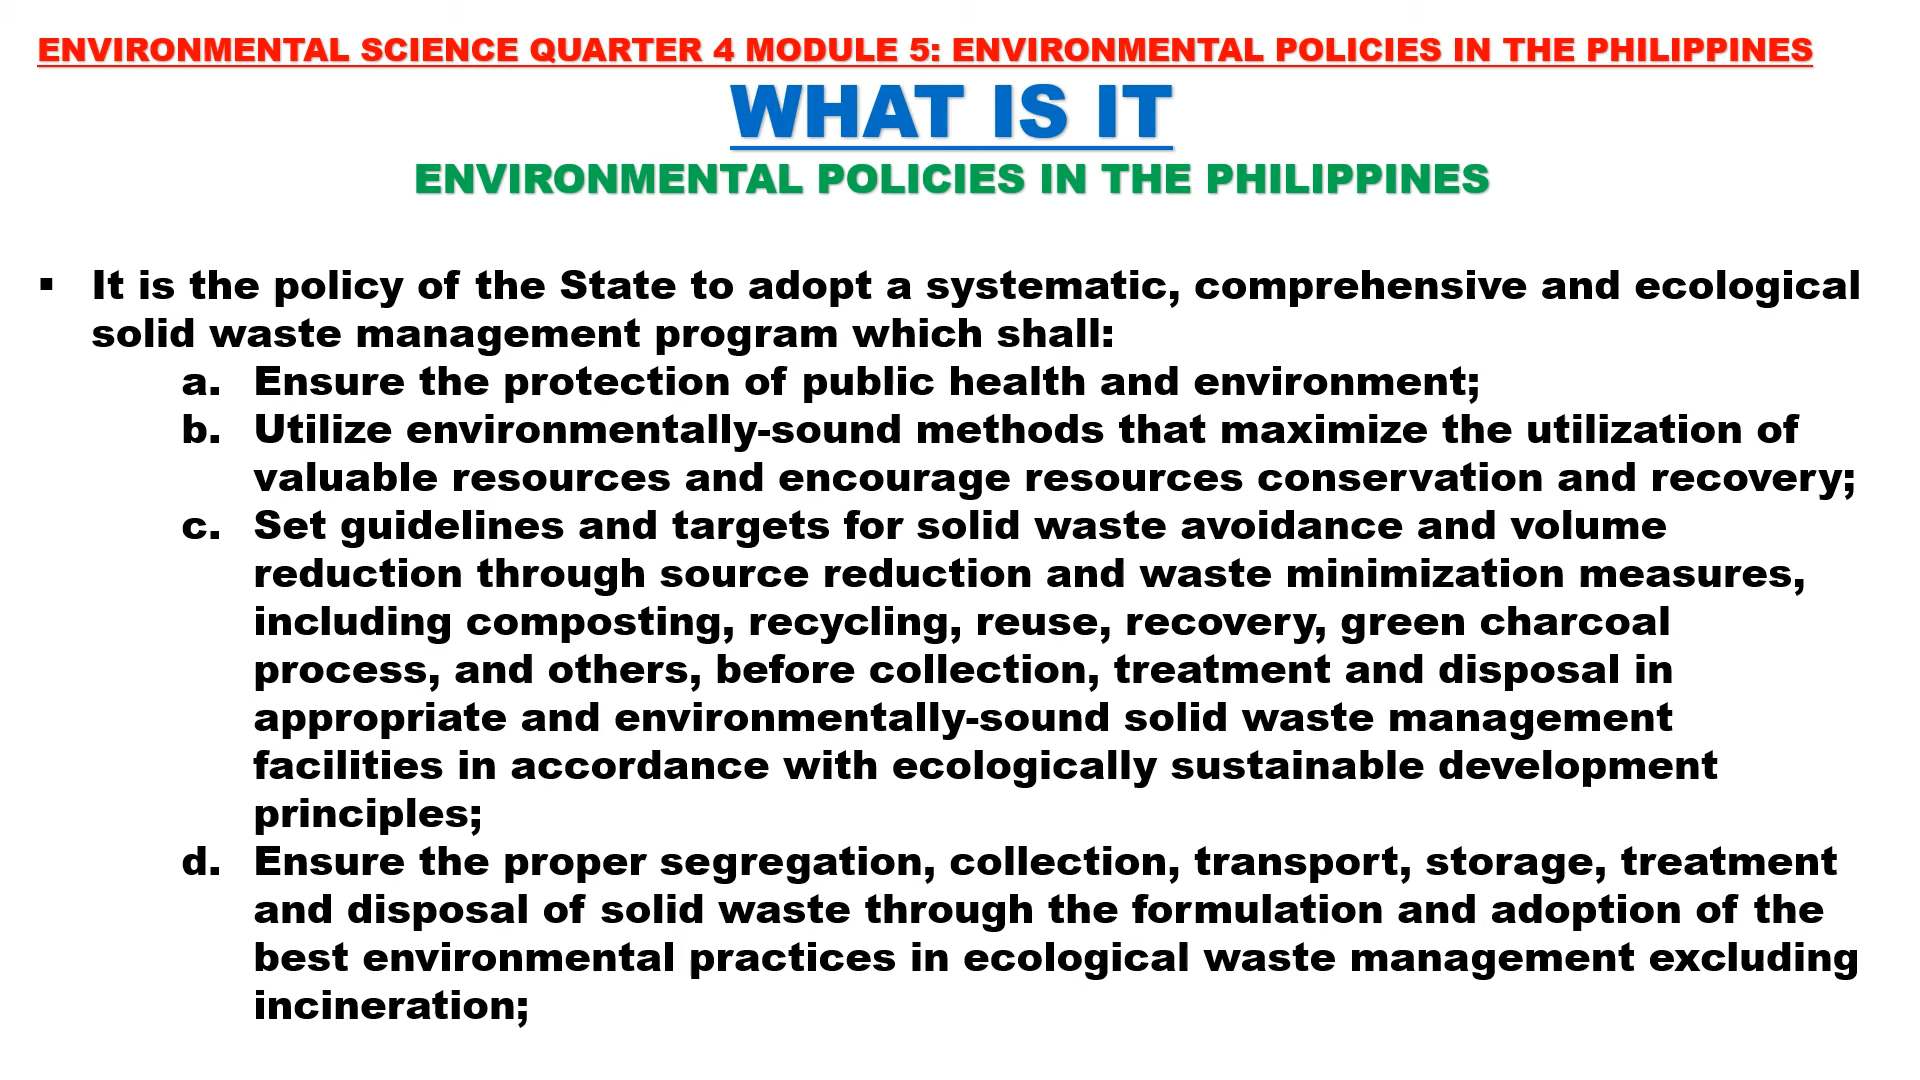 ENVIRONMENTAL SCIENCE QUARTER 4 MODULE 5: ENVIRONMENTAL POLICIES IN THE PHILIPPINES
WHAT IS IT
ENVIRONMENTAL POLICIES IN THE PHILIPPINES
▪ It is the policy of the State to adopt a systematic, comprehensive and ecological
solid waste management program which shall:
a. Ensure the protection of public health and environment;
b. Utilize environmentally-sound methods that maximize the utilization of
valuable resources and encourage resources conservation and recovery;
c. Set guidelines and targets for solid waste avoidance and volume
reduction through source reduction and waste minimization measures,
including composting, recycling, reuse, recovery, green charcoal
process, and others, before collection, treatment and disposal in
appropriate and environmentally-sound solid waste management
facilities in accordance with ecologically sustainable development
principles;
d. Ensure the proper segregation, collection, transport, storage, treatment
and disposal of solid waste through the formulation and adoption of the
best environmental practices in ecological waste management excluding
incineration;